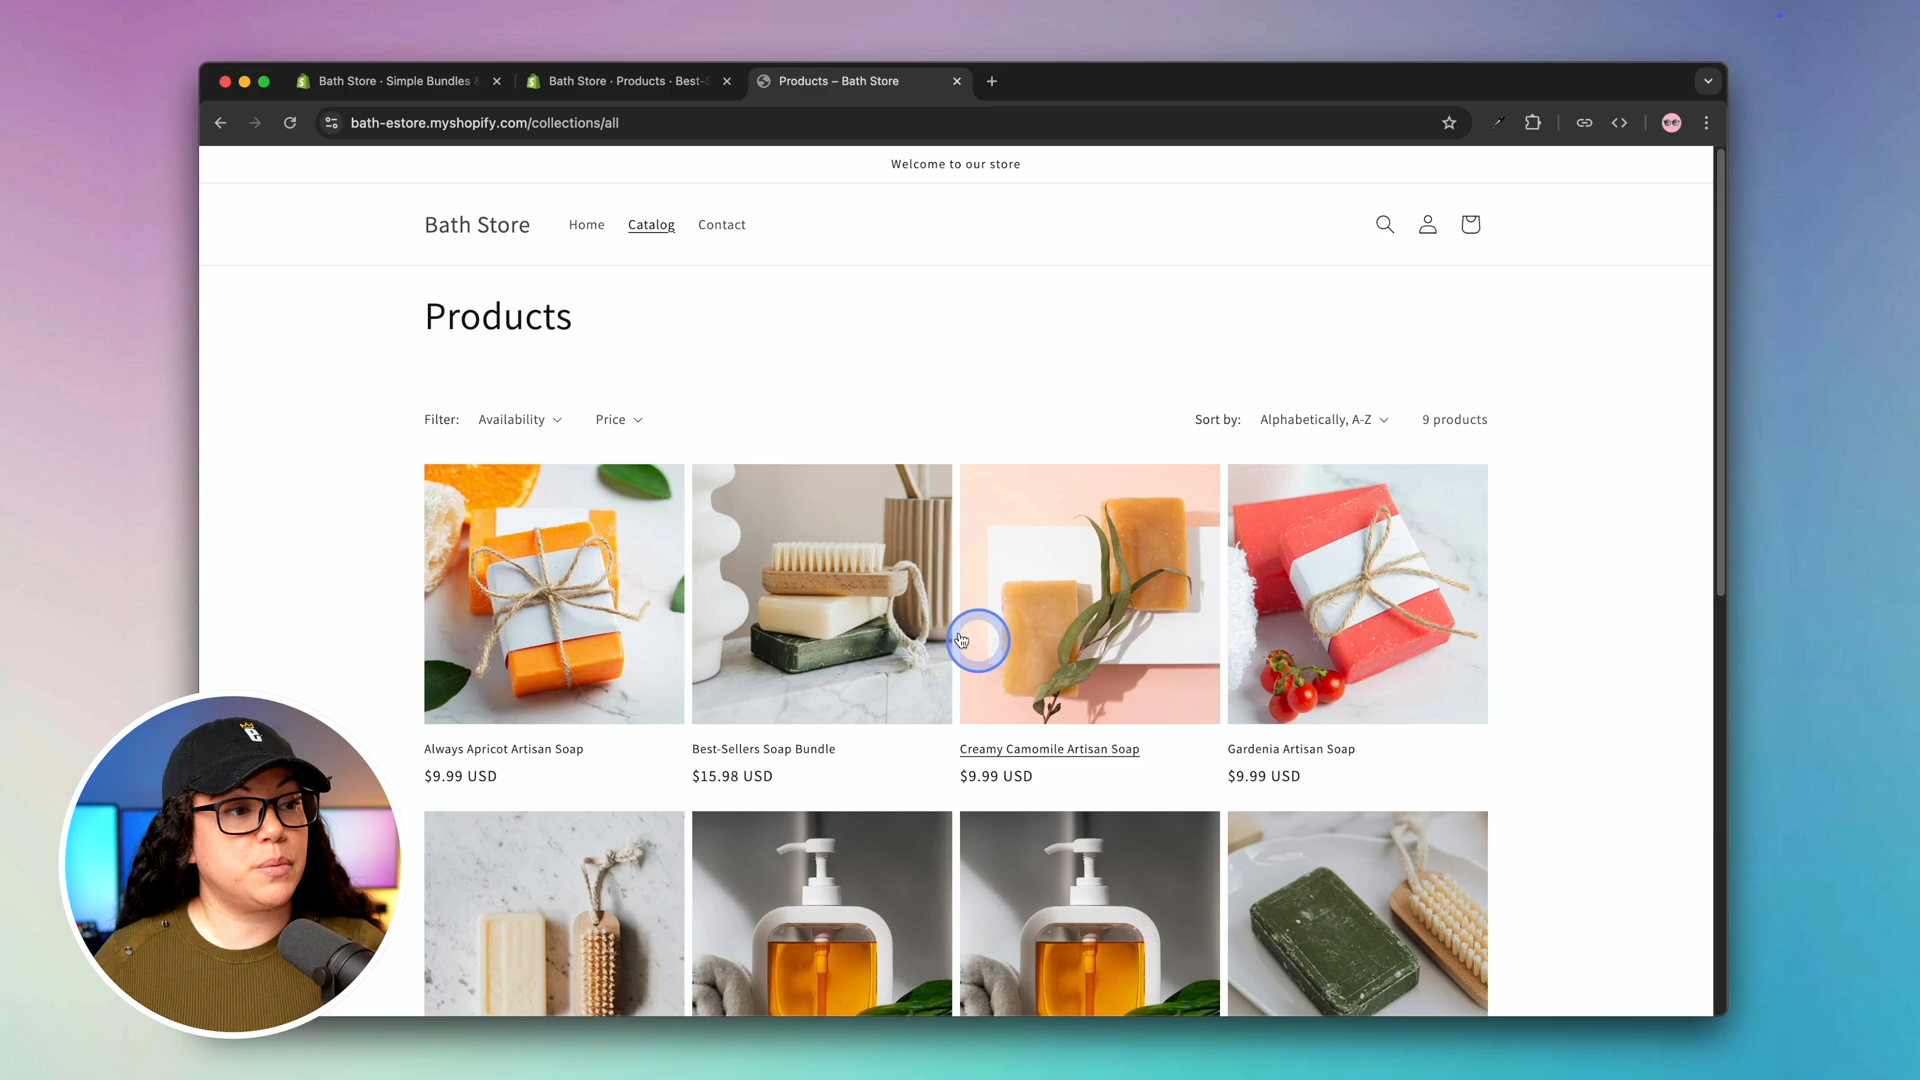 Bath Store · Simple Bundles &
Bath Store · Products · Best-S
Products – Bath Store
bath-estore.myshopify.com/collections/all
Welcome to our store
Bath Store
Home
Catalog
Contact
Products
Filter:
Availability
Price
Sort by:
Alphabetically, A-Z
9 products
Always Apricot Artisan Soap
$9.99 USD
Best-Sellers Soap Bundle
$15.98 USD
Creamy Camomile Artisan Soap
$9.99 USD
Gardenia Artisan Soap
$9.99 USD